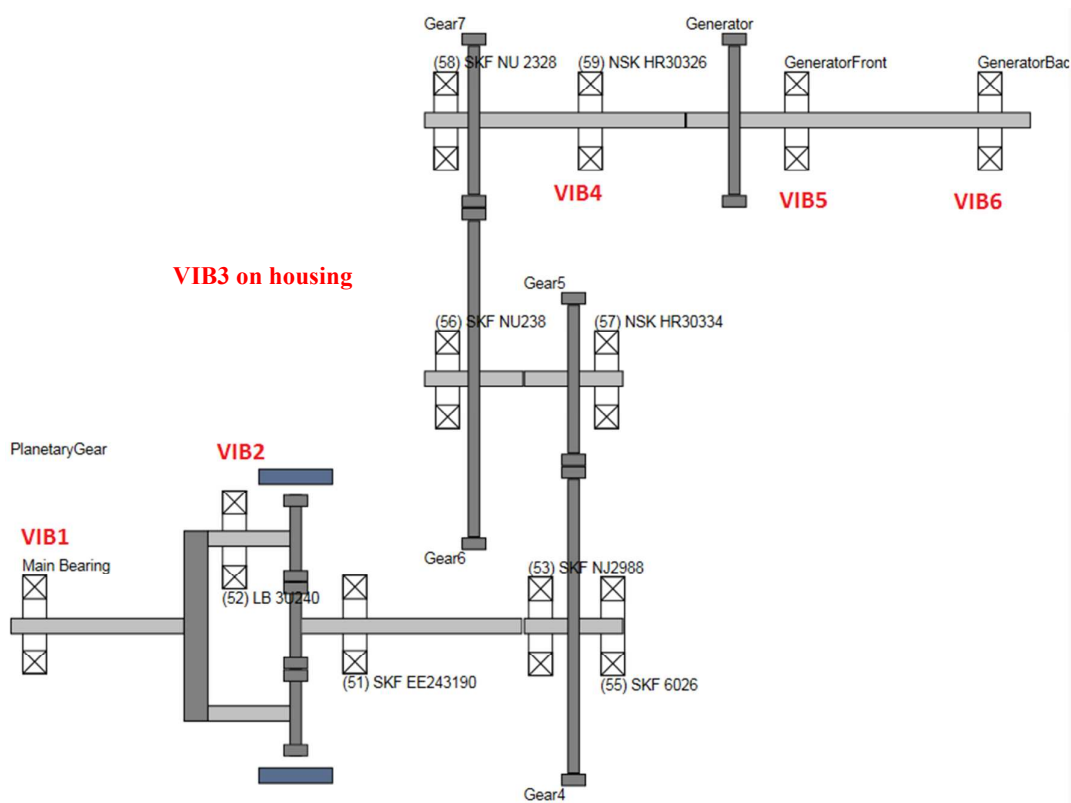 Gear7
Generator
(58) SKF NU 2328
(59) NSK HR30326
GeneratorFront
GeneratorBac
VIB4
VIB5
VIB6
VIB3 on housing
Gear5
(56) SKF NU238
(57) NSK HR30334
PlanetaryGear
VIB2
VIB1
Main Bearing
Gear6
(53) SKF NJ2988
(52) LB 3U240
(51) SKF EE243190
(55) SKF 6026
Gear4